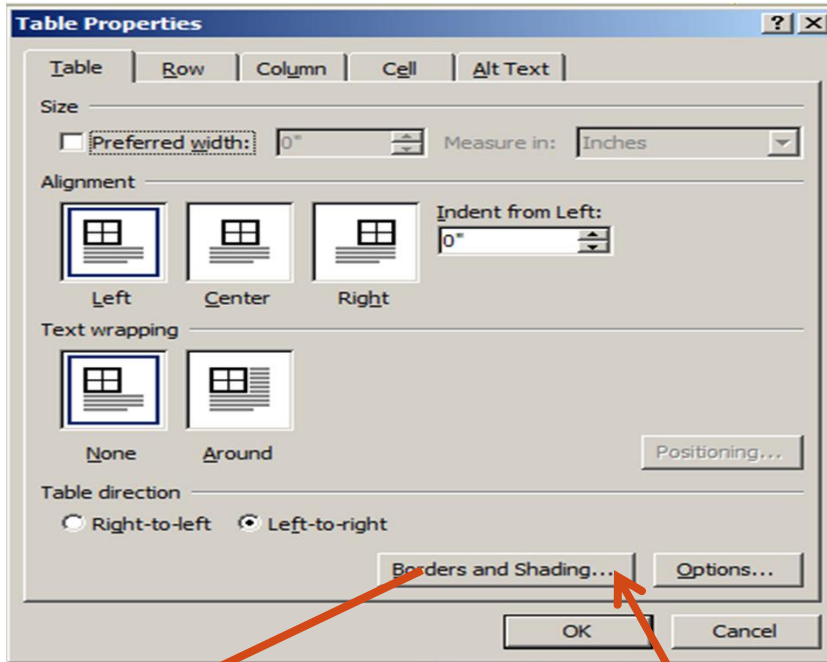 Table Properties
Table Row Column Cell Alt Text
Size
Preferred width: 0" Measure in: Inches
Alignment
Indent from Left:
0"
Left Center Right
Text wrapping
None Around
Positioning...
Table direction
Right-to-left Left-to-right
Borders and Shading... Options...
OK Cancel